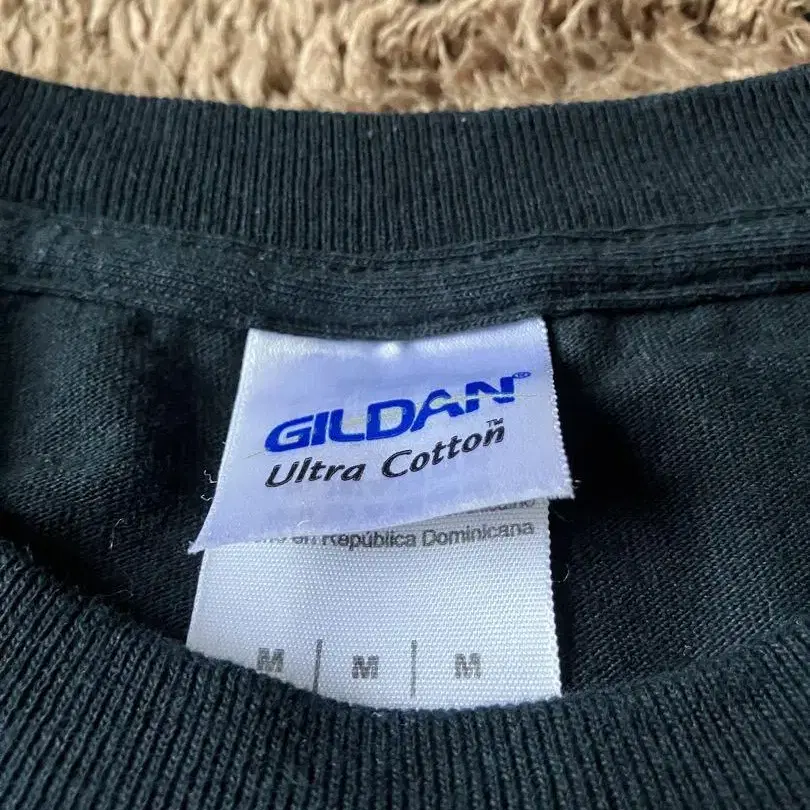 GILDAN®
Ultra Cotton™
en República Dominicana
M | M | M